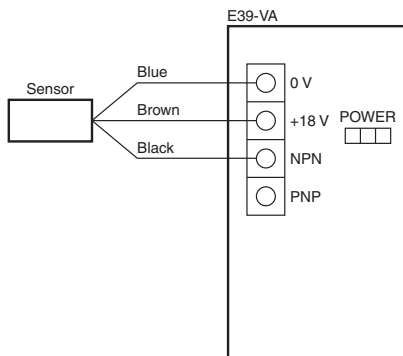 E39-VA
Blue
0 V
Sensor
Brown
+18 V
POWER
Black
NPN
PNP